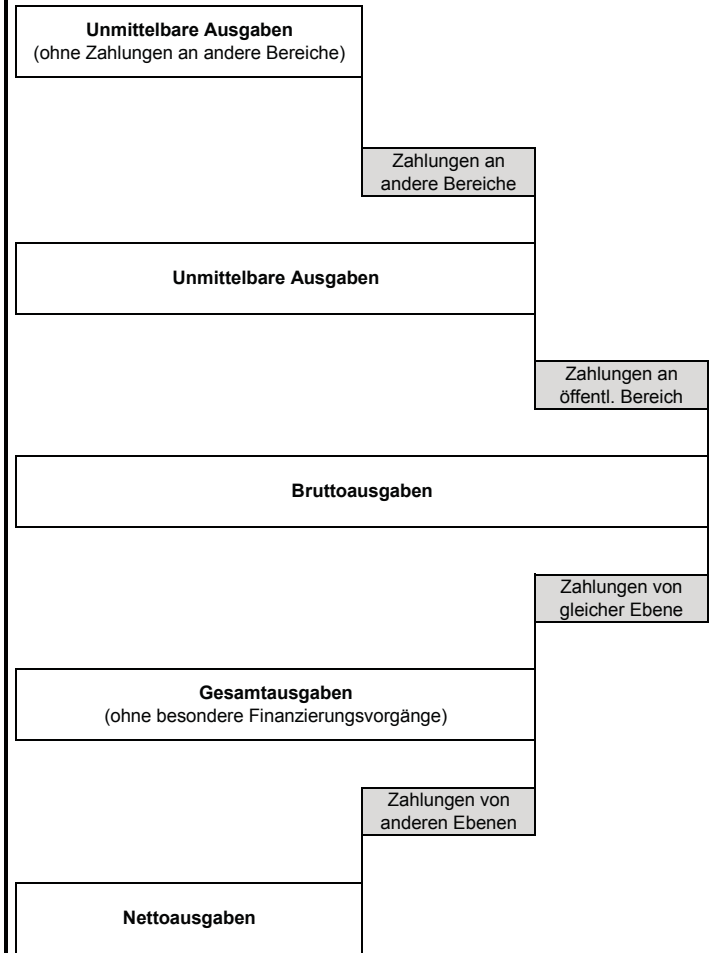 Unmittelbare Ausgaben
(ohne Zahlungen an andere Bereiche)
Zahlungen an
andere Bereiche
Unmittelbare Ausgaben
Zahlungen an
öffentl. Bereich
Bruttoausgaben
Zahlungen von
gleicher Ebene
Gesamtausgaben
(ohne besondere Finanzierungsvorgänge)
Zahlungen von
anderen Ebenen
Nettoausgaben